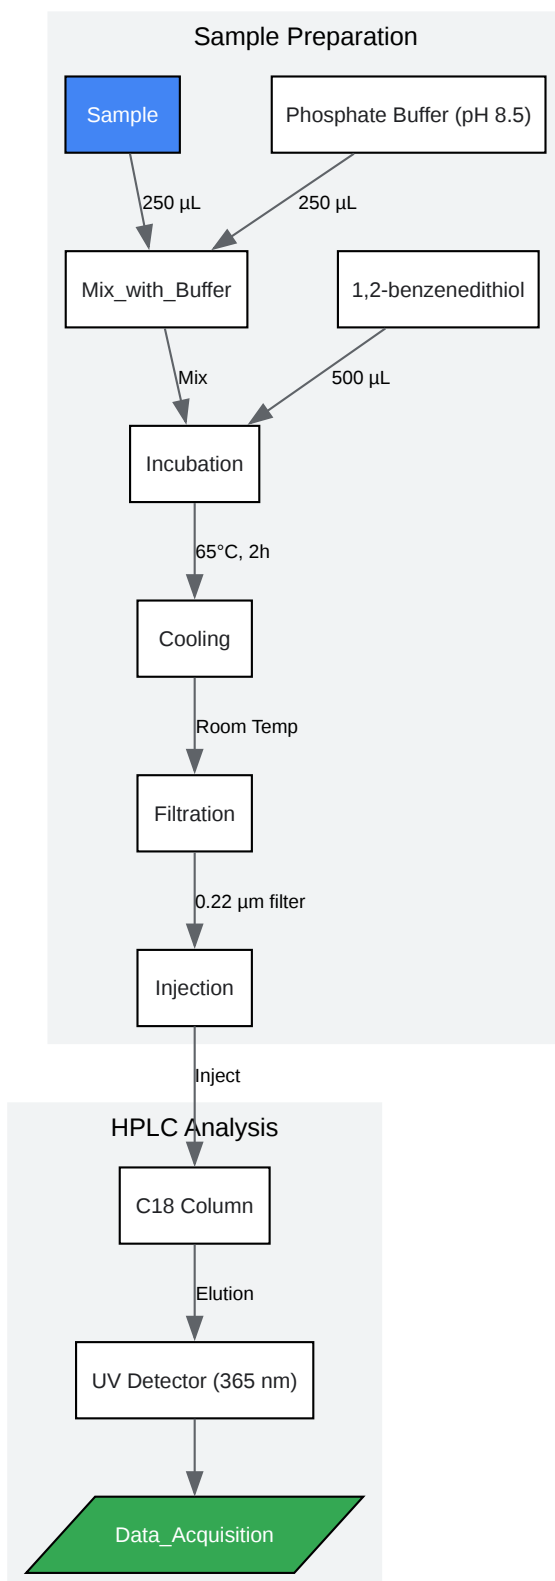 Sample Preparation
Sample
Phosphate Buffer (pH 8.5)
250 µL
250 µL
Mix_with_Buffer
1,2-benzenedithiol
Mix
500 µL
Incubation
65°C, 2h
Cooling
Room Temp
Filtration
0.22 µm filter
Injection
Inject
HPLC Analysis
C18 Column
Elution
UV Detector (365 nm)
Data_Acquisition